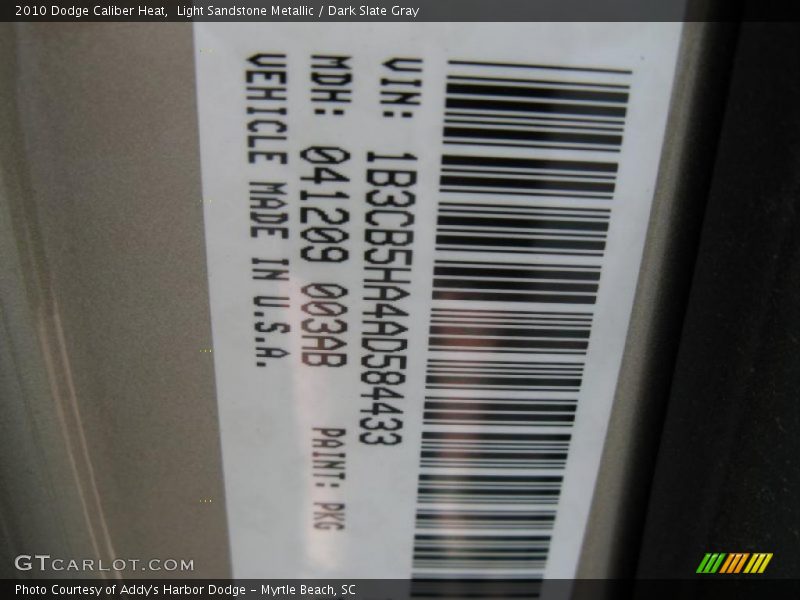 2010 Dodge Caliber Heat,  Light Sandstone Metallic / Dark Slate Gray
VIN: 1B3CB5HA4AD584433
MDH: 041209 003AB PAINT: PKG
VEHICLE MADE IN U.S.A.
GTCARLOT.COM
Photo Courtesy of Addy's Harbor Dodge – Myrtle Beach, SC